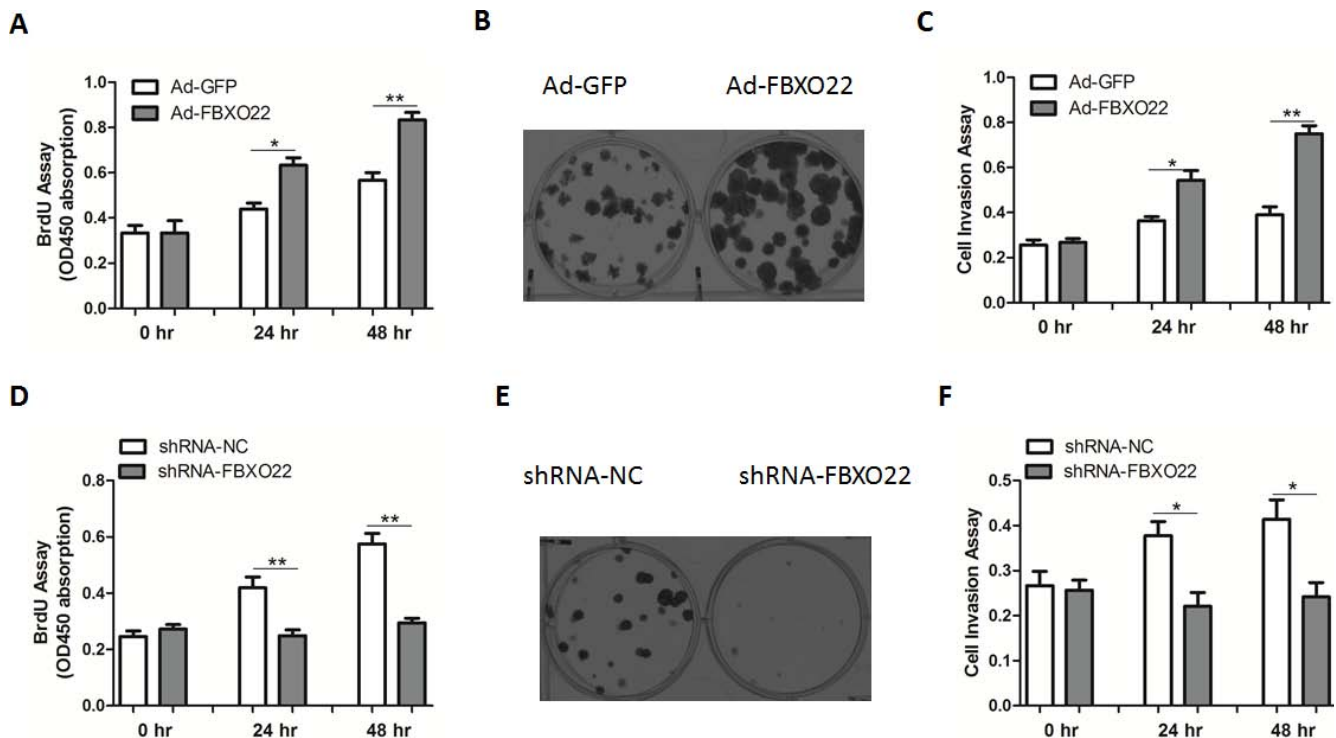 A
Ad-GFP
Ad-FBXO22
BrdU Assay
(OD450 absorption)
1.0
0.8
0.6
0.4
0.2
0.0
*
**
0 hr
24 hr
48 hr
B
Ad-GFP Ad-FBXO22
C
Ad-GFP
Ad-FBXO22
Cell Invasion Assay
1.0
0.8
0.6
0.4
0.2
0.0
*
**
0 hr
24 hr
48 hr
D
shRNA-NC
shRNA-FBXO22
BrdU Assay
(OD450 absorption)
0.8
0.6
0.4
0.2
0.0
**
**
0 hr
24 hr
48 hr
E
shRNA-NC shRNA-FBXO22
F
shRNA-NC
shRNA-FBXO22
Cell Invasion Assay
0.5
0.4
0.3
0.2
0.1
0.0
*
*
0 hr
24 hr
48 hr